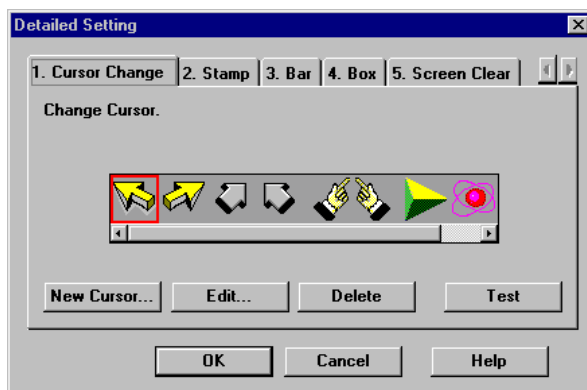 Detailed Setting
1. Cursor Change 2. Stamp 3. Bar 4. Box 5. Screen Clear
Change Cursor.
New Cursor... Edit... Delete Test
OK Cancel Help